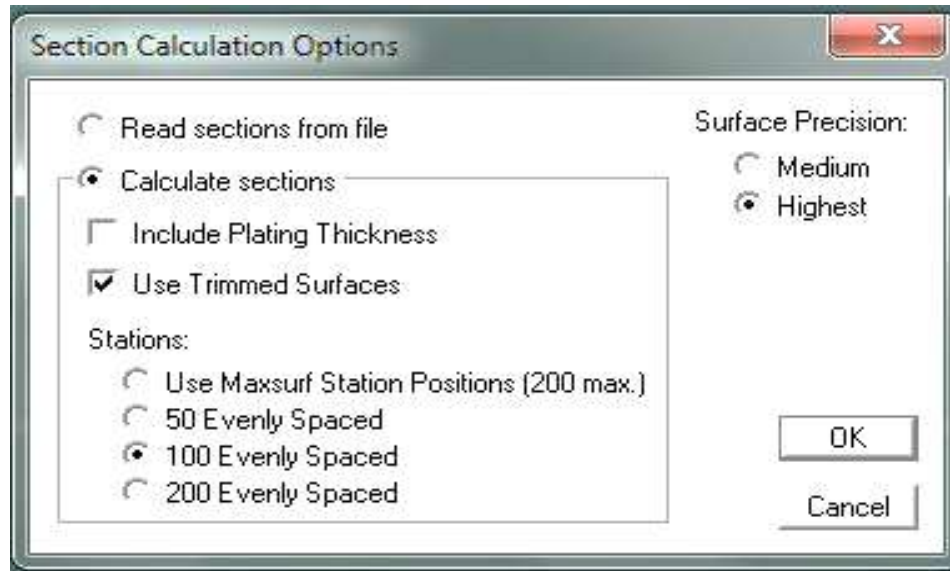 Section Calculation Options
Read sections from file
Calculate sections
Include Plating Thickness
Use Trimmed Surfaces
Stations:
Use Maxsurf Station Positions (200 max.)
50 Evenly Spaced
100 Evenly Spaced
200 Evenly Spaced
Surface Precision:
Medium
Highest
OK
Cancel